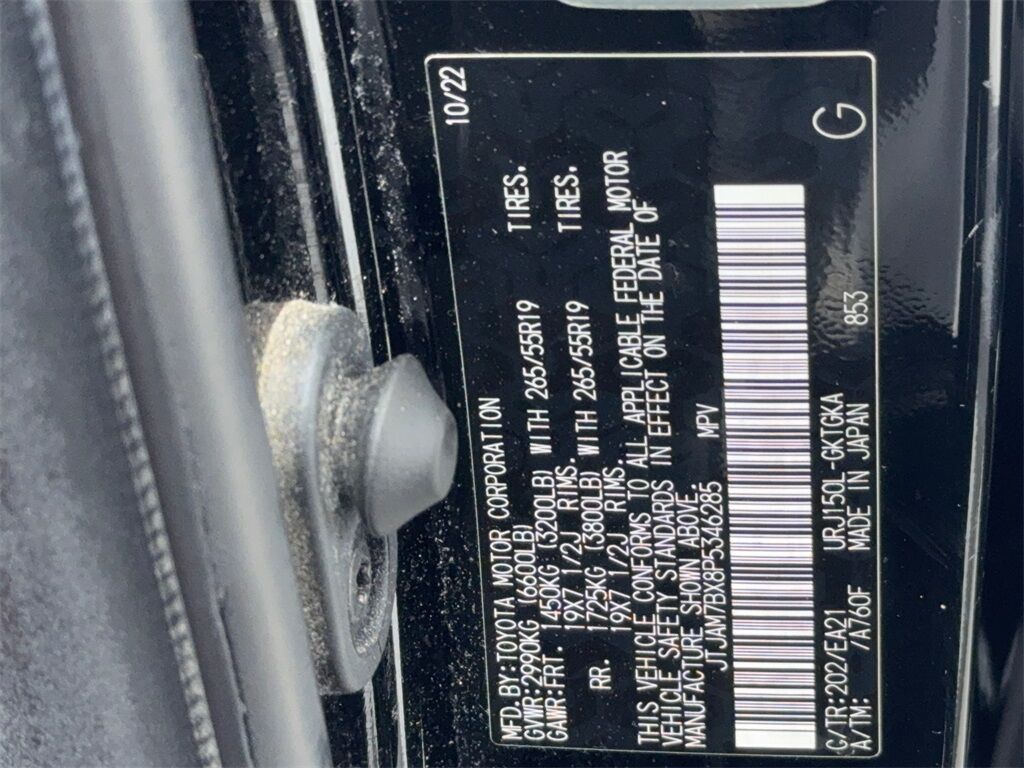 10/22
MFD.BY:TOYOTA MOTOR CORPORATION
GVWR:2990KG (6600LB)
GAWR:FRT. 1450KG (3200LB) WITH 265/55R19 TIRES.
19X7 1/2J RIMS.
RR. 1725KG (3800LB) WITH 265/55R19 TIRES.
19X7 1/2J RIMS.
THIS VEHICLE CONFORMS TO ALL APPLICABLE FEDERAL MOTOR
VEHICLE SAFETY STANDARDS IN EFFECT ON THE DATE OF
MANUFACTURE SHOWN ABOVE.
JTJAM7BX8P5346285 MPV
G/TR:202/EA21 URJ150L-GKTGKA 853 G
A/TM: /A760F MADE IN JAPAN